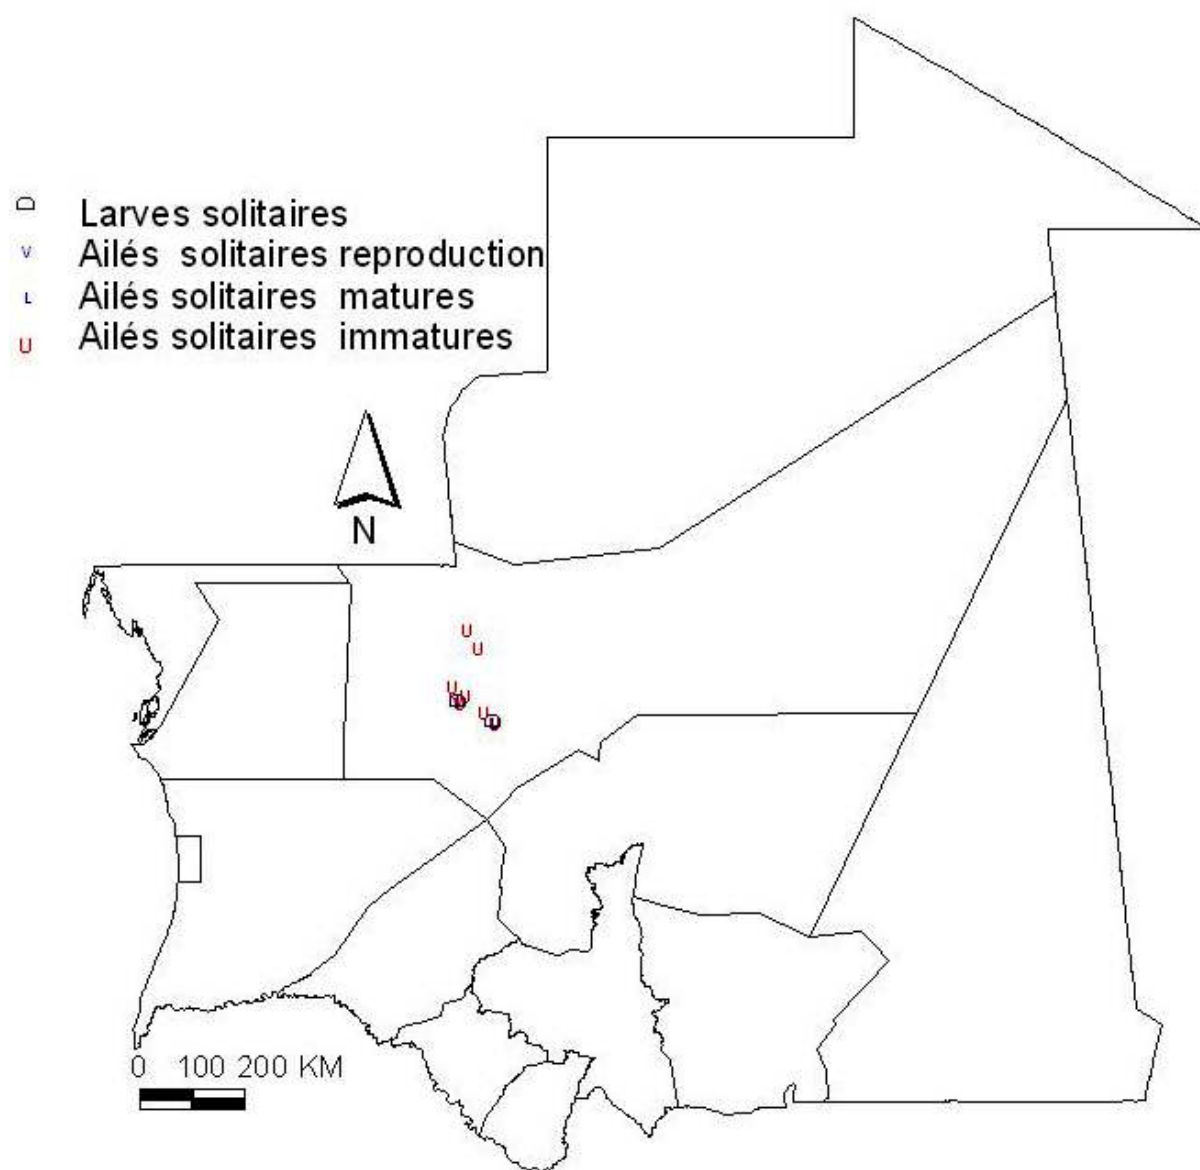 D Larves solitaires
V Ailés solitaires reproduction
L Ailés solitaires matures
U Ailés solitaires immatures
N
U
U
U
U
U
0 100 200 KM